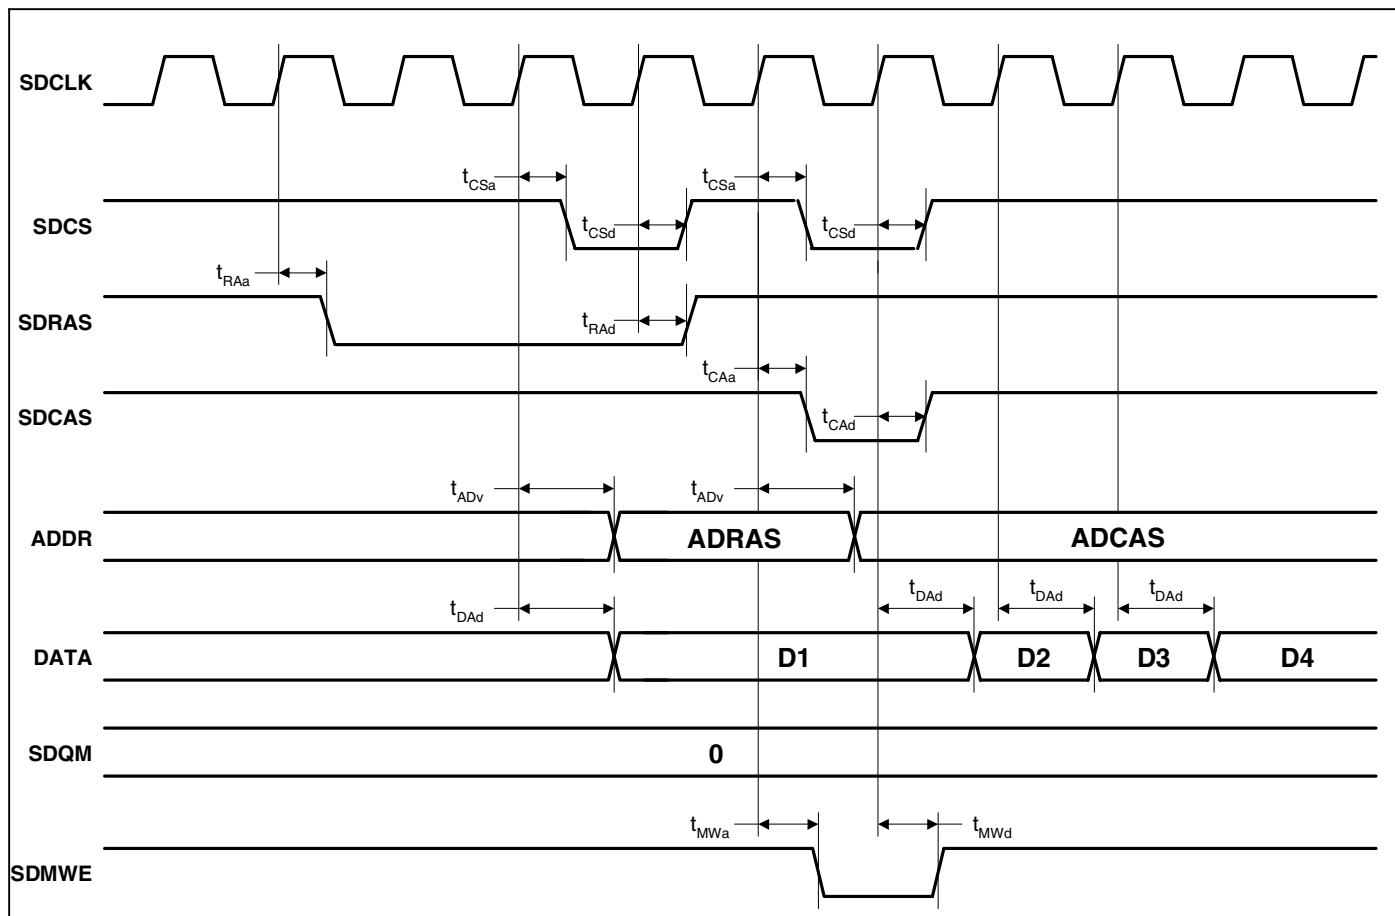 SDCLK
tCSa tCSa
SDCS tCSd tCSd
tRAa
SDRAS tRAd
tCAa
SDCAS tCAd
tADv tADv
ADDR ADRAS ADCAS
tDAd tDAd tDAd tDAd
DATA D1 D2 D3 D4
SDQM 0
tMWa tMWd
SDMWE